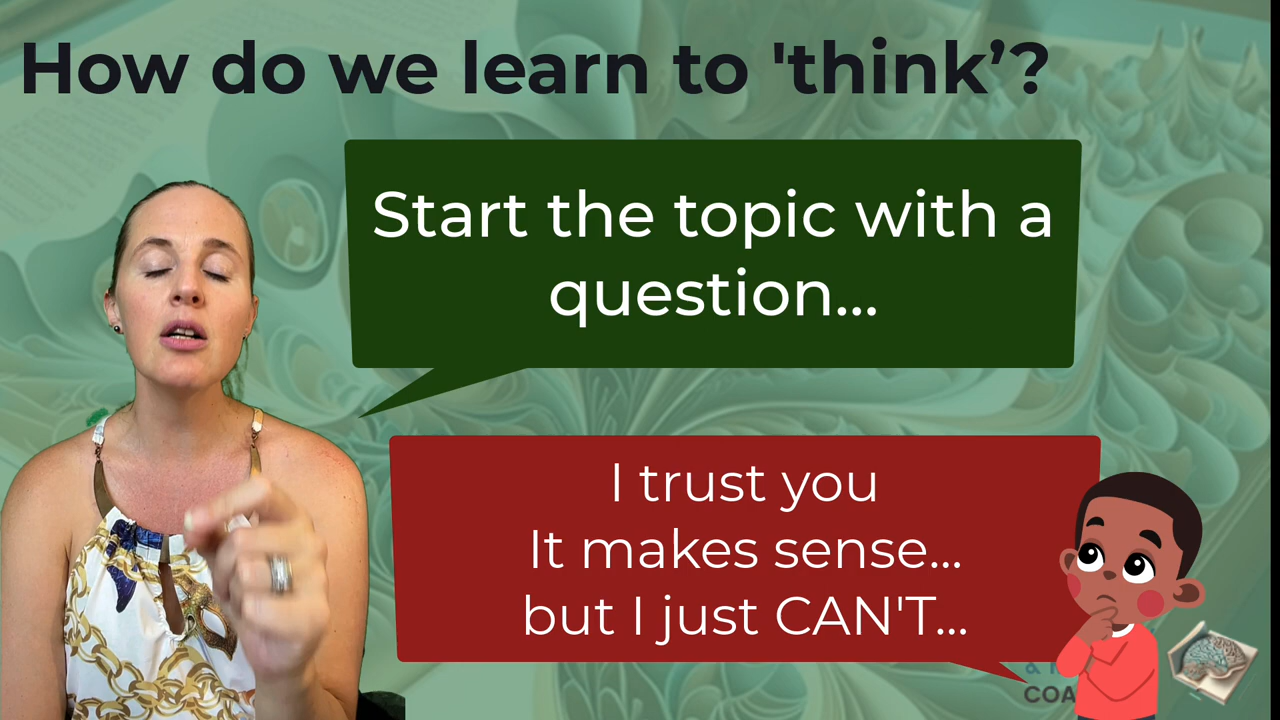 How do we learn to 'think’?
Start the topic with a
question...
I trust you
It makes sense...
but I just CAN'T...